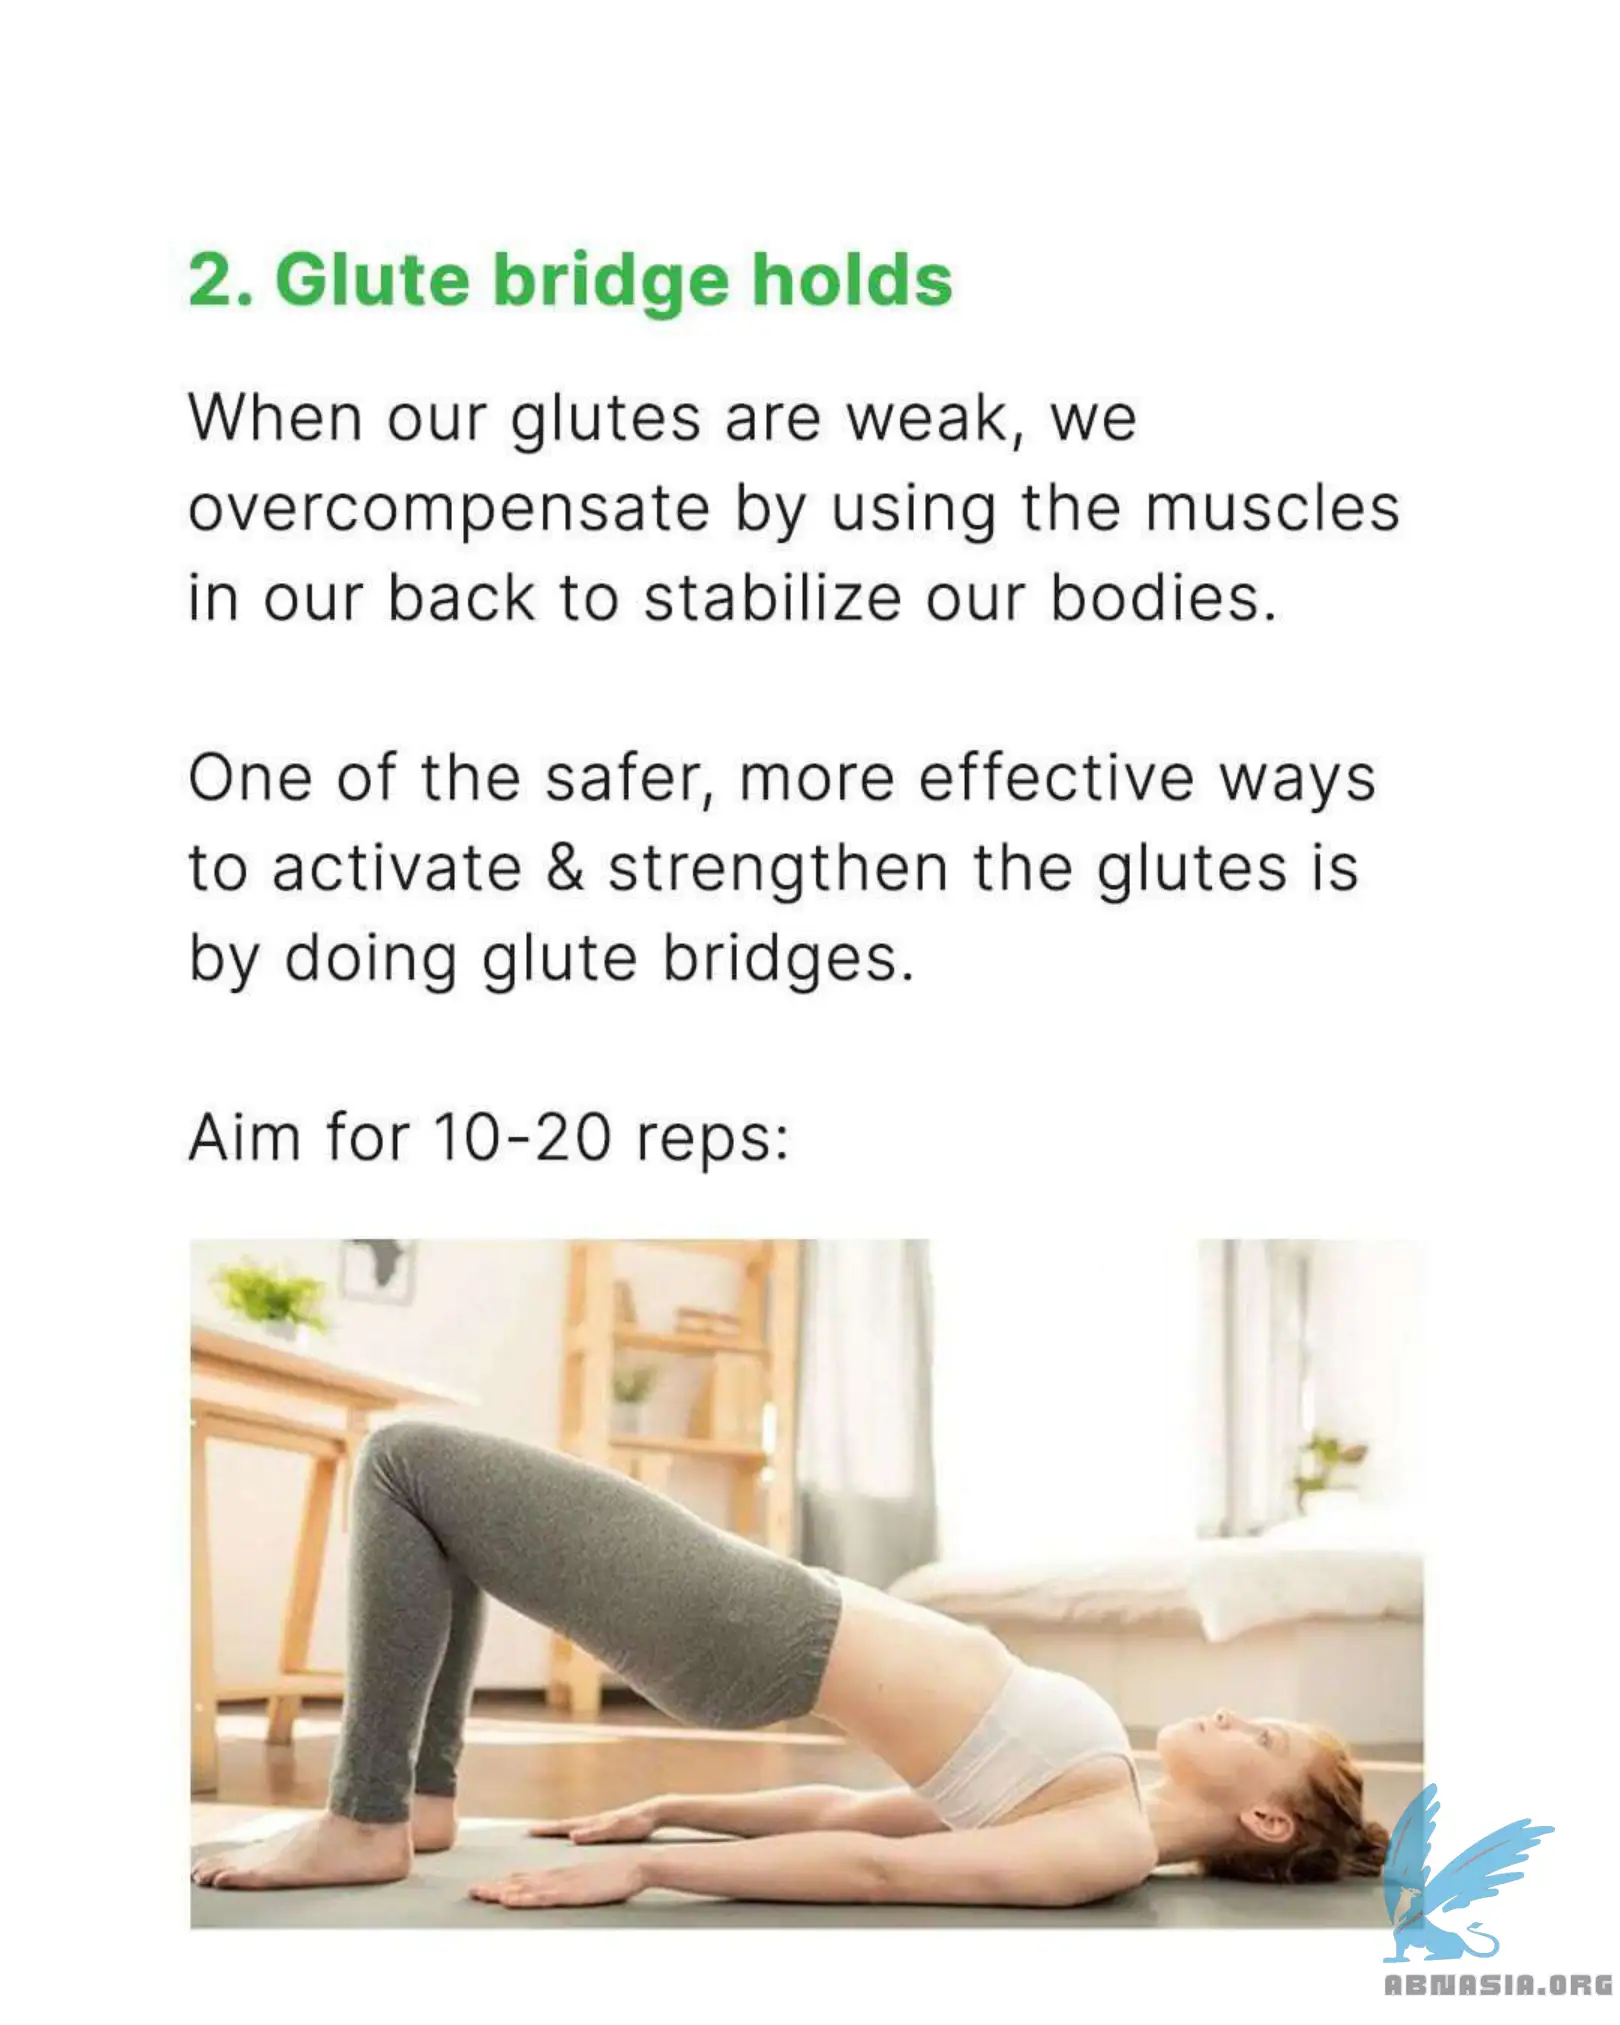 2. Glute bridge holds
When our glutes are weak, we
overcompensate by using the muscles
in our back to stabilize our bodies.
One of the safer, more effective ways
to activate & strengthen the glutes is
by doing glute bridges.
Aim for 10-20 reps:
ABNASIA.ORG